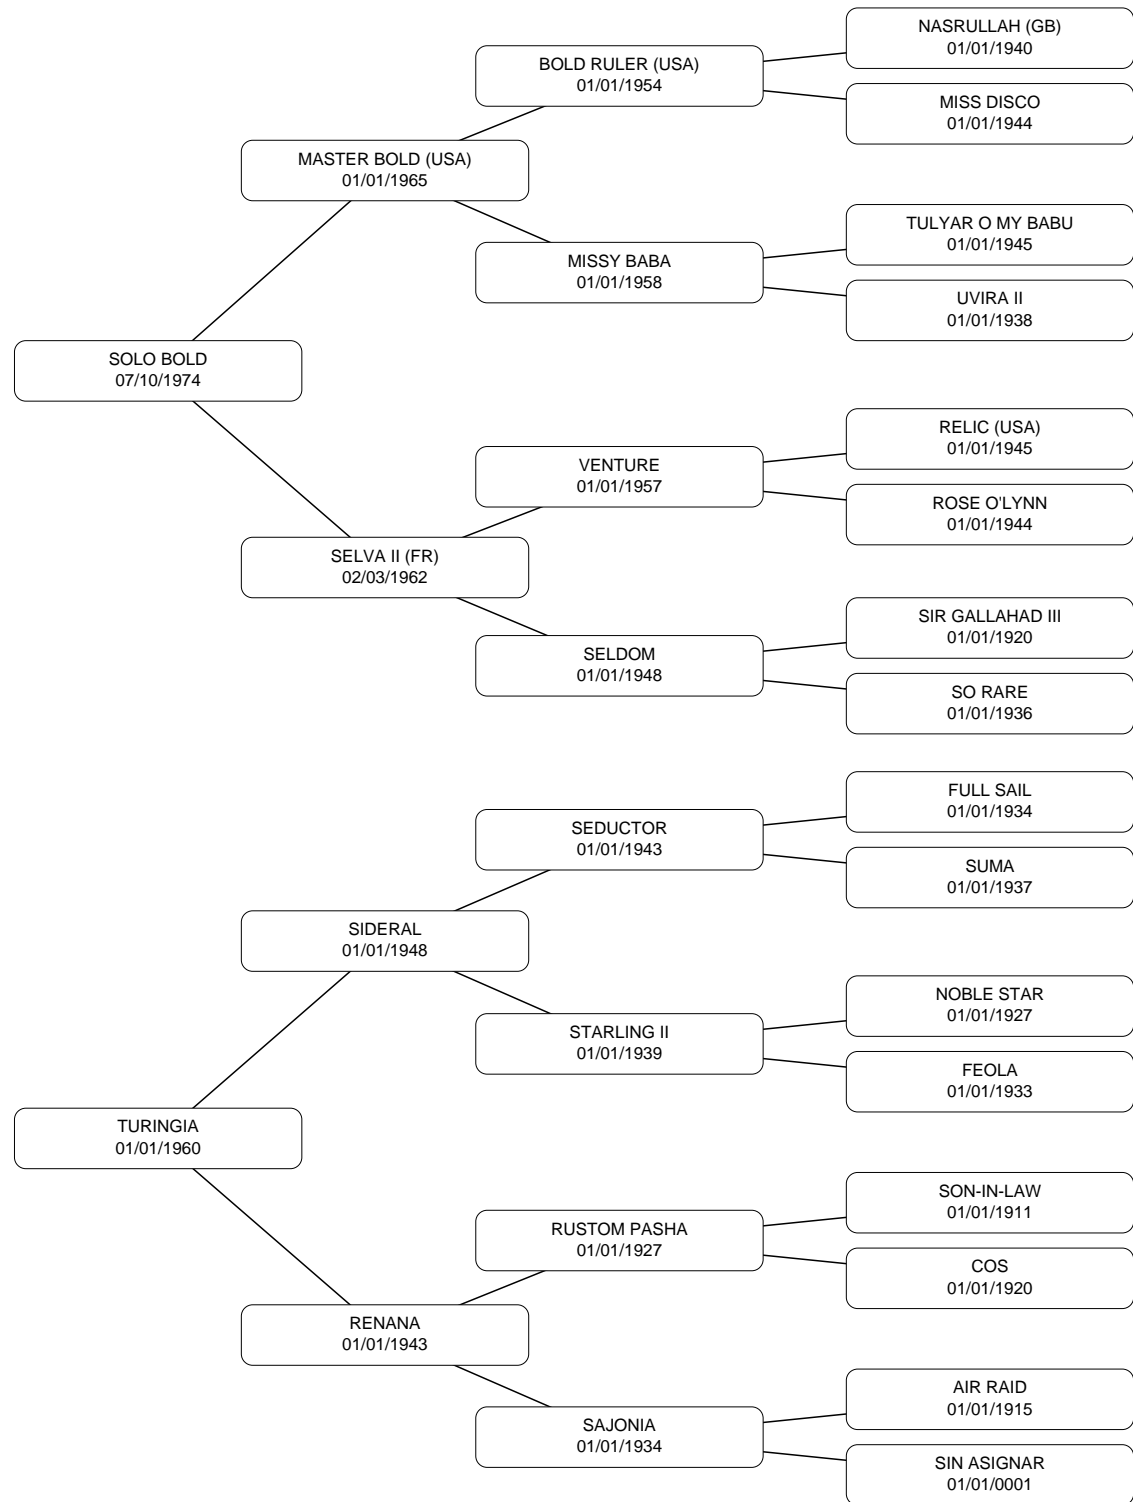 NASRULLAH (GB)
01/01/1940
BOLD RULER (USA)
01/01/1954
MISS DISCO
01/01/1944
MASTER BOLD (USA)
01/01/1965
TULYAR O MY BABU
01/01/1945
MISSY BABA
01/01/1958
UVIRA II
01/01/1938
SOLO BOLD
07/10/1974
RELIC (USA)
01/01/1945
VENTURE
01/01/1957
ROSE O'LYNN
01/01/1944
SELVA II (FR)
02/03/1962
SIR GALLAHAD III
01/01/1920
SELDOM
01/01/1948
SO RARE
01/01/1936
FULL SAIL
01/01/1934
SEDUCTOR
01/01/1943
SUMA
01/01/1937
SIDERAL
01/01/1948
NOBLE STAR
01/01/1927
STARLING II
01/01/1939
FEOLA
01/01/1933
TURINGIA
01/01/1960
SON-IN-LAW
01/01/1911
RUSTOM PASHA
01/01/1927
COS
01/01/1920
RENANA
01/01/1943
AIR RAID
01/01/1915
SAJONIA
01/01/1934
SIN ASIGNAR
01/01/0001